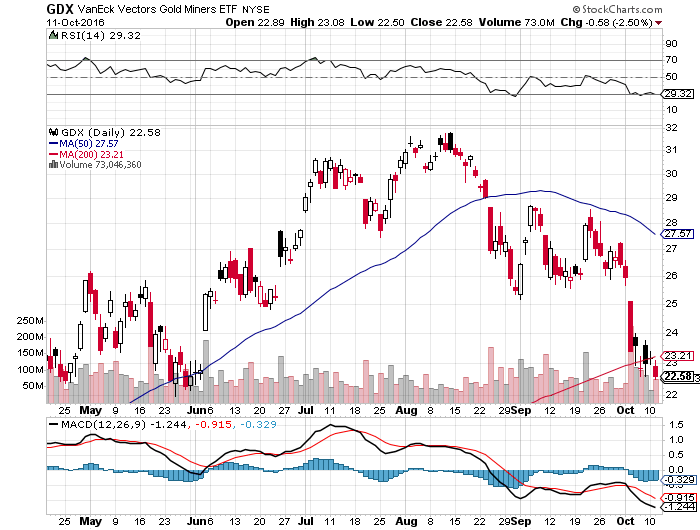 GDX VanEck Vectors Gold Miners ETF NYSE © StockCharts.com
11-Oct-2016 Open 22.89 High 23.08 Low 22.50 Close 22.58 Volume 73.0M Chg -0.58 (-2.50%)
RSI(14) 29.32
90
70
50
29.32
10
GDX (Daily) 22.58
MA(50) 27.57
MA(200) 23.21
Volume 73,046,360
32
31
30
29
28
27.57
27
26
25
24
23.21
22.58
22
250M
200M
150M
100M
50M
25 May 9 16 23 Jun 6 13 20 27 Jul 11 18 25 Aug 8 15 22 Sep 12 19 26 Oct 10
MACD(12,26,9) -1.244, -0.915, -0.329
1.5
1.0
0.5
0.0
-0.329
-0.915
-1.244
25 May 9 16 23 Jun 6 13 20 27 Jul 11 18 25 Aug 8 15 22 Sep 12 19 26 Oct 10